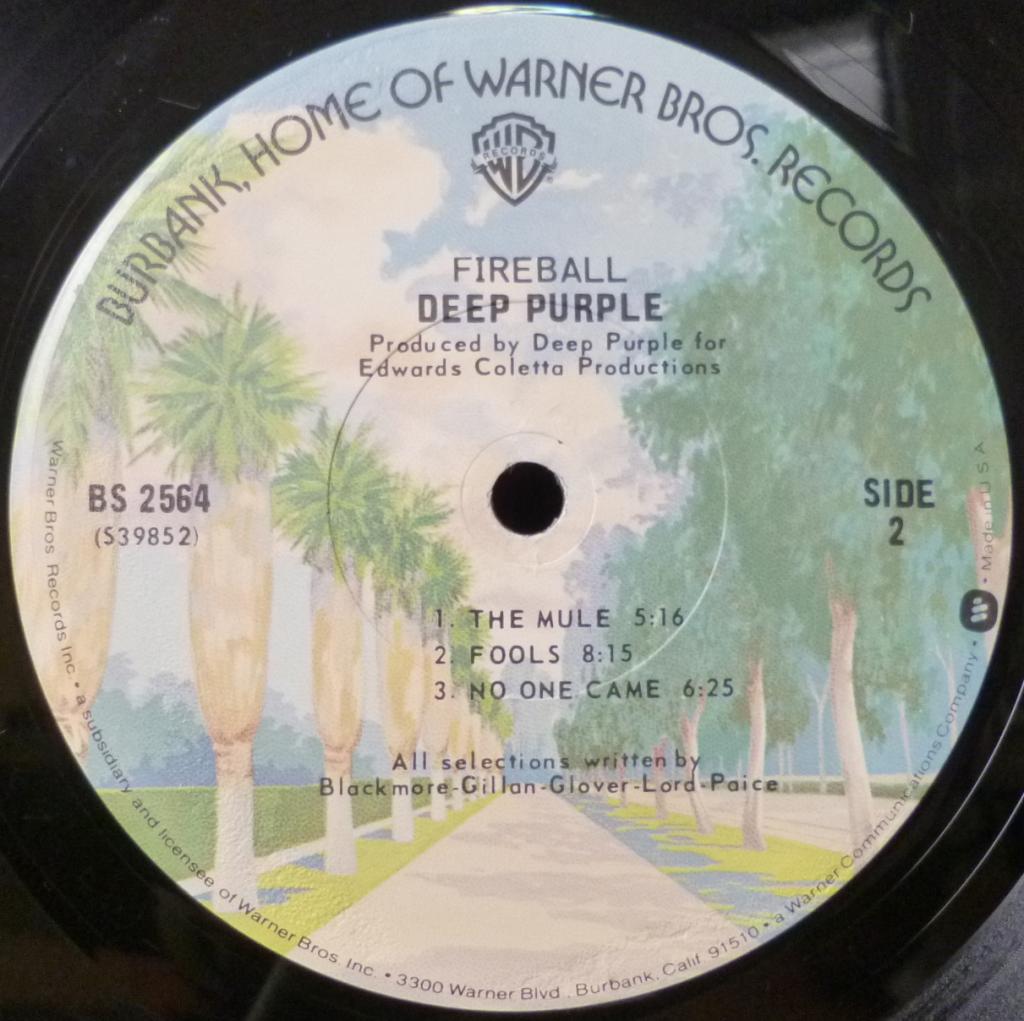 BURBANK, HOME OF WARNER BROS. RECORDS
W
RECORDS
FIREBALL
DEEP PURPLE
Produced by Deep Purple for
Edwards Coletta Productions
BS 2564
(S39852)
SIDE
2
1. THE MULE 5:16
2. FOOLS 8:15
3. NO ONE CAME 6:25
All selections written by
Blackmore-Gillan-Glover-Lord-Paice
Warner Bros Records Inc. • a subsidiary and licensee of Warner Bros. Inc. • 3300 Warner Blvd., Burbank, Calif. 91510 • a Warner Communications Company • Made in U S A